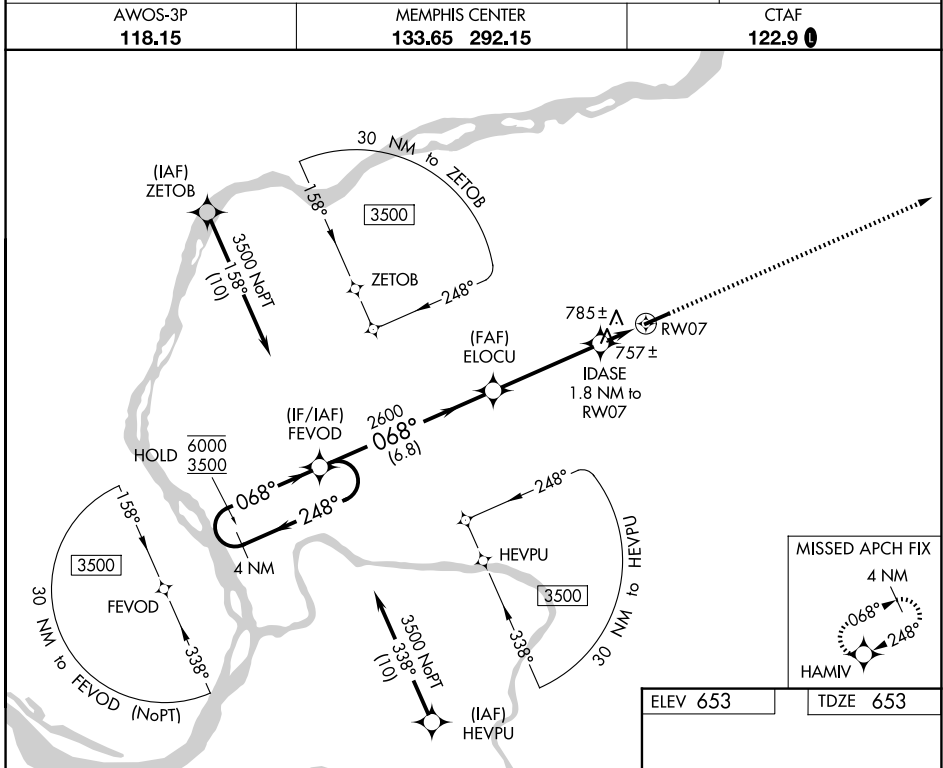 AWOS-3P
118.15
MEMPHIS CENTER
133.65 292.15
CTAF
122.9 L
30 NM to ZETOB
(IAF)
ZETOB
158°
3500
3500 NoPT
158°
(10)
ZETOB
248°
785±
RW07
757±
(FAF)
ELOCU
IDASE
1.8 NM to
RW07
(IF/IAF)
FEVOD
2600
068°
(6.8)
HOLD
6000
3500
068°
248°
4 NM
158°
3500
FEVOD
338°
30 NM to FEVOD (NoPT)
248°
HEVPU
3500
338°
30 NM to HEVPU
3500 NoPT
338°
(10)
(IAF)
HEVPU
MISSED APCH FIX
4 NM
068°
248°
HAMIV
ELEV 653
TDZE 653